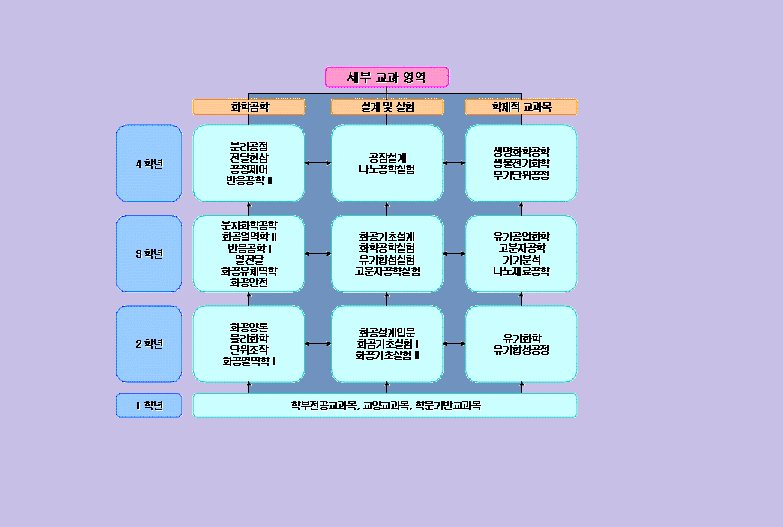 세부 교과 영역
화학공학
설계 및 실험
학제적 교과목
4 학년
분리공정
전달현상
공정제어
반응공학 II
공장설계
나노공학실험
생명화학공학
생물전기화학
무기단위공정
3 학년
분자화학공학
화공열역학 II
반응공학 I
열전달
화공유체역학
화공안전
화공기초설계
화학공학실험
유기합성실험
고분자공학실험
유기공업화학
고분자공학
기기분석
나노재료공학
2 학년
화공양론
물리화학
단위조작
화공열역학 I
화공설계입문
화공기초실험 I
화공기초실험 II
유기화학
유기합성공정
1 학년
학부전공교과목, 교양교과목, 학문기반교과목